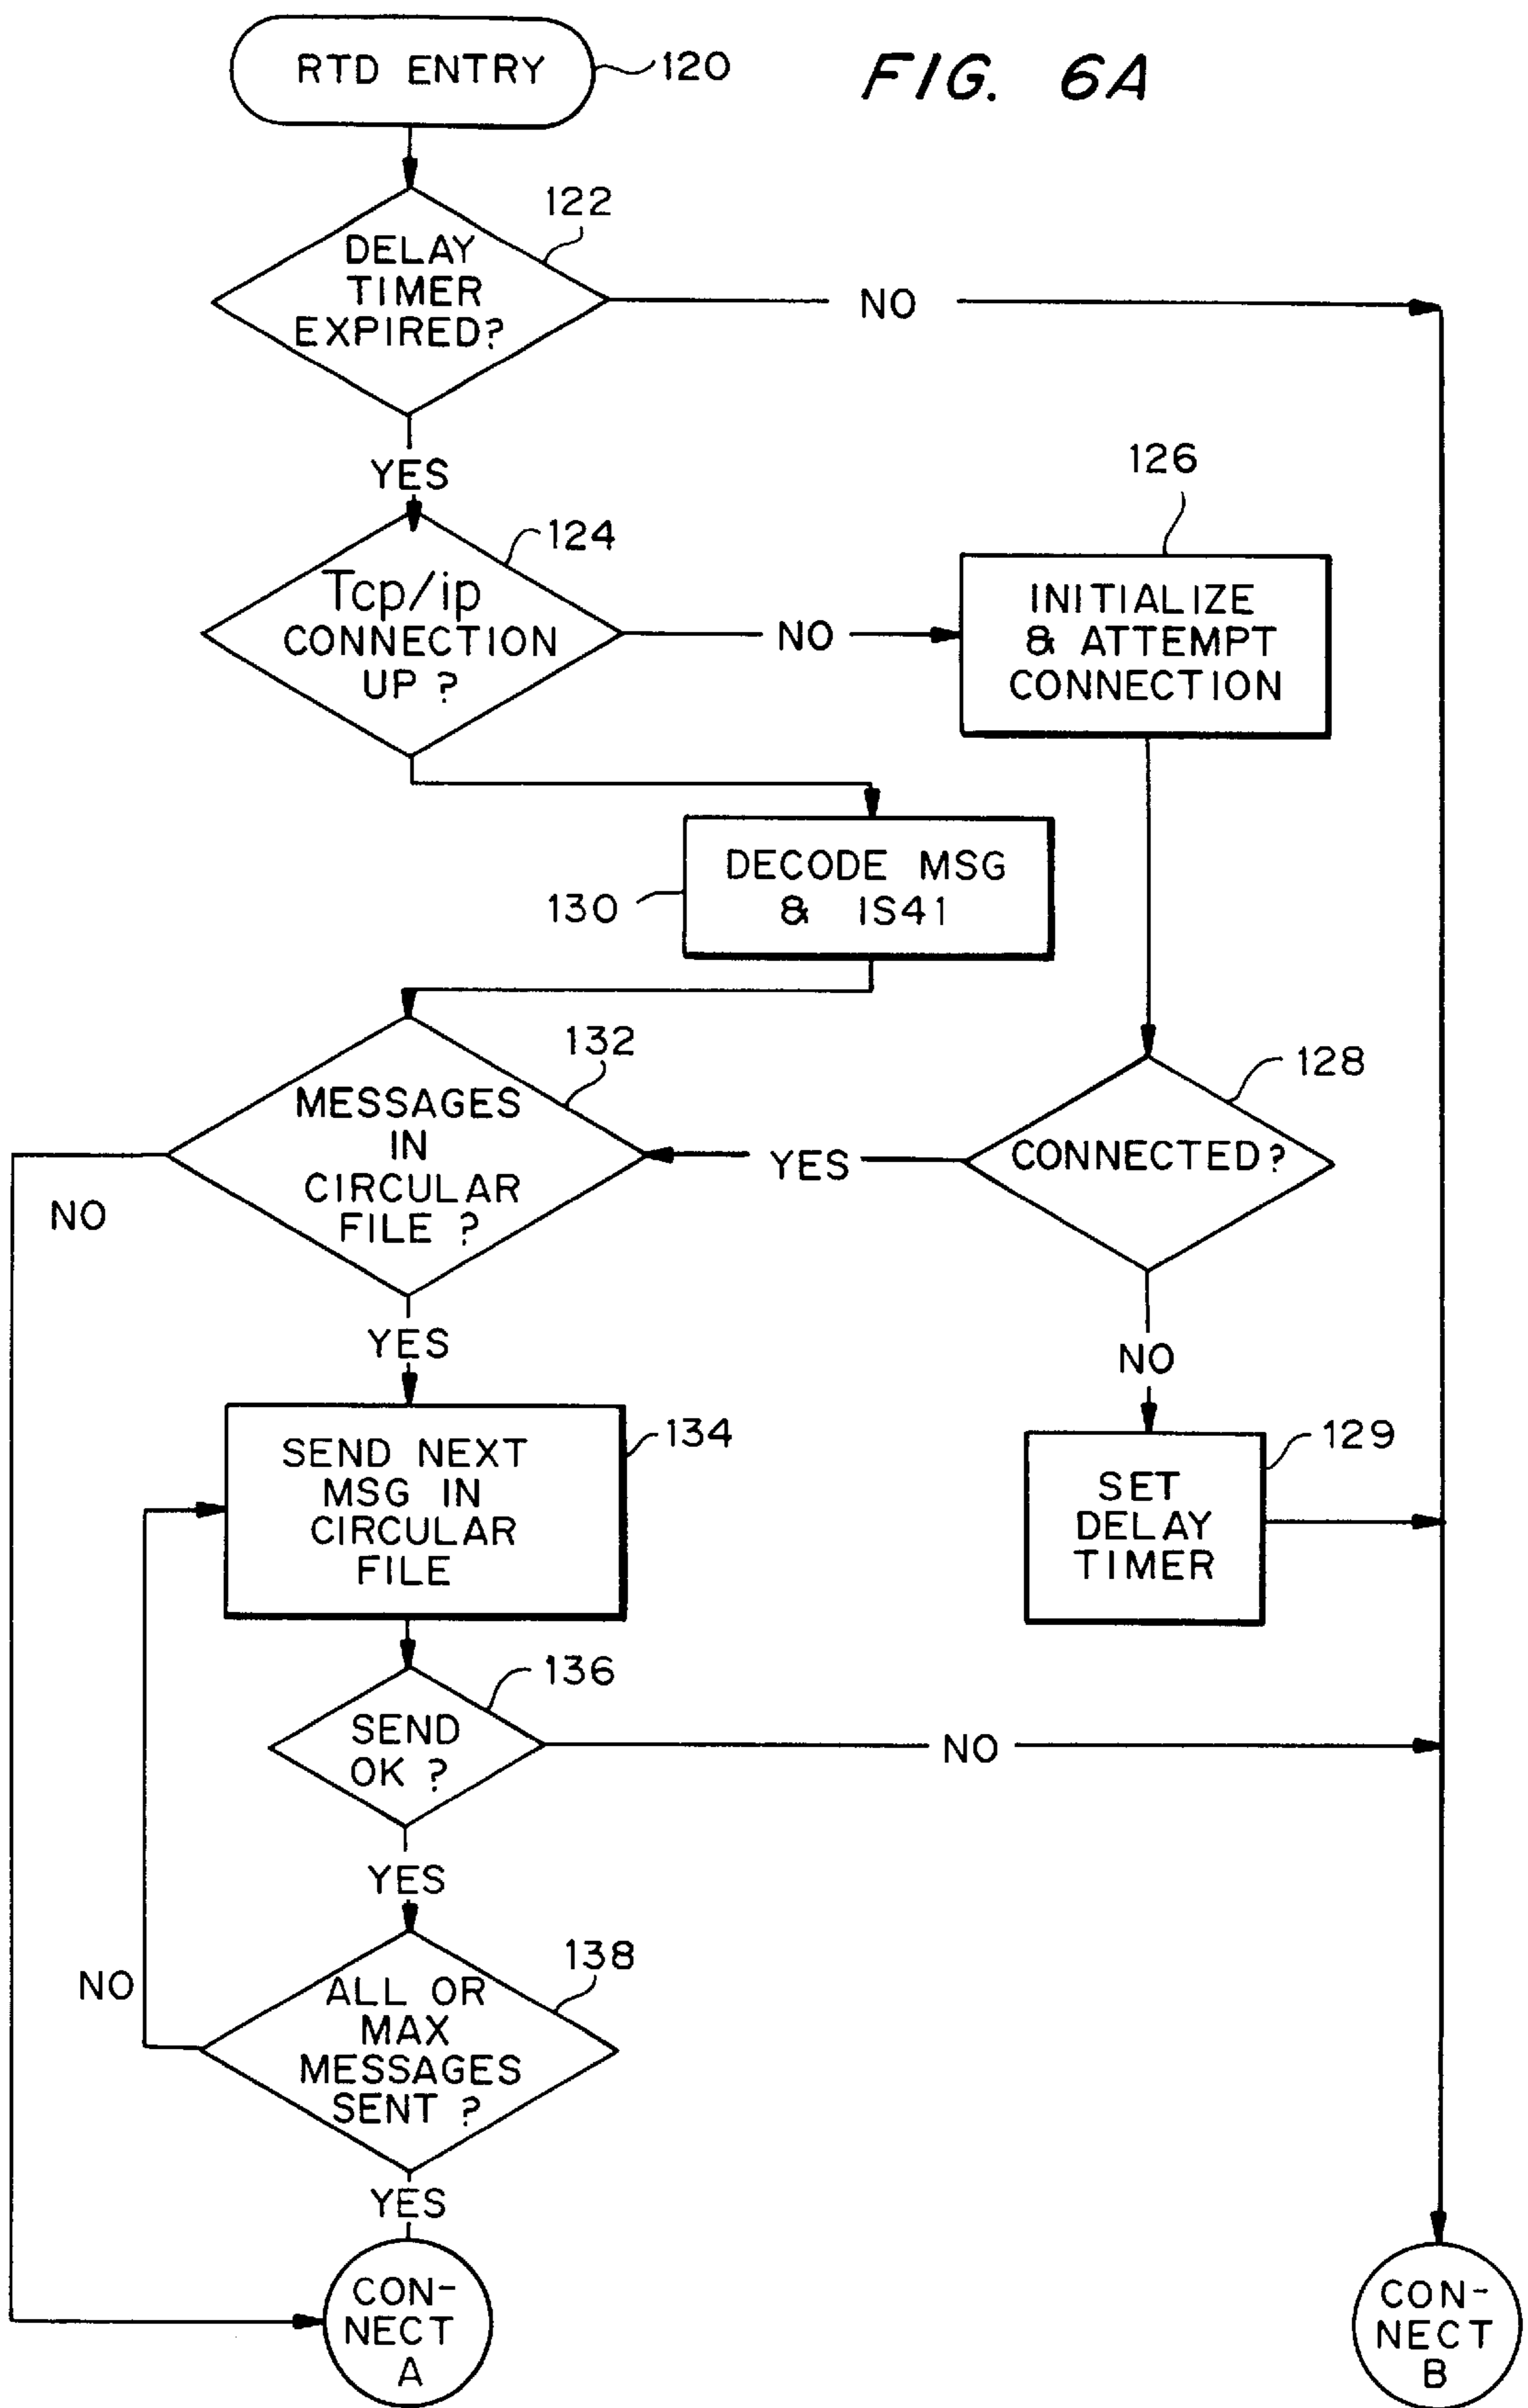 RTD ENTRY
120
FIG. 6A
122
DELAY
TIMER
EXPIRED?
NO
YES
124
Tcp/ip
CONNECTION
UP ?
NO
126
INITIALIZE
& ATTEMPT
CONNECTION
130
DECODE MSG
& IS41
132
MESSAGES
IN
CIRCULAR
FILE ?
NO
YES
128
CONNECTED?
YES
NO
134
SEND NEXT
MSG IN
CIRCULAR
FILE
129
SET
DELAY
TIMER
136
SEND
OK ?
NO
YES
138
ALL OR
MAX
MESSAGES
SENT ?
NO
YES
CON-
NECT
A
CON-
NECT
B